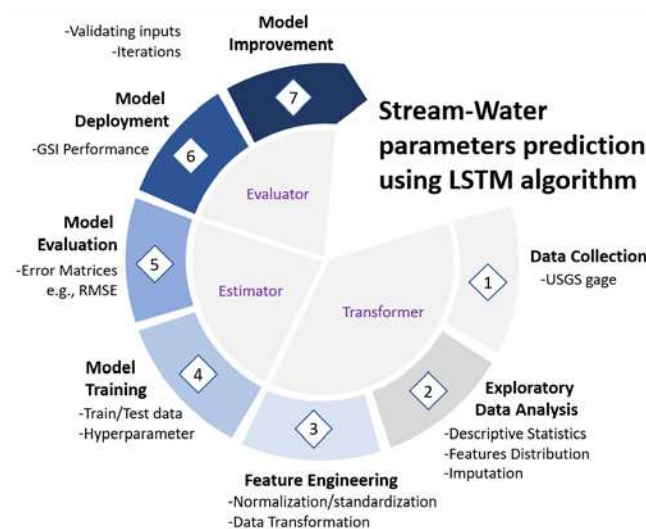 Stream-Water
parameters prediction
using LSTM algorithm
1
Data Collection
-USGS gage
2
Exploratory
Data Analysis
-Descriptive Statistics
-Features Distribution
-Imputation
3
Feature Engineering
-Normalization/standardization
-Data Transformation
4
Model
Training
-Train/Test data
-Hyperparameter
5
Model
Evaluation
-Error Matrices
e.g., RMSE
6
Model
Deployment
-GSI Performance
7
Model
Improvement
-Validating inputs
-Iterations
Transformer
Estimator
Evaluator